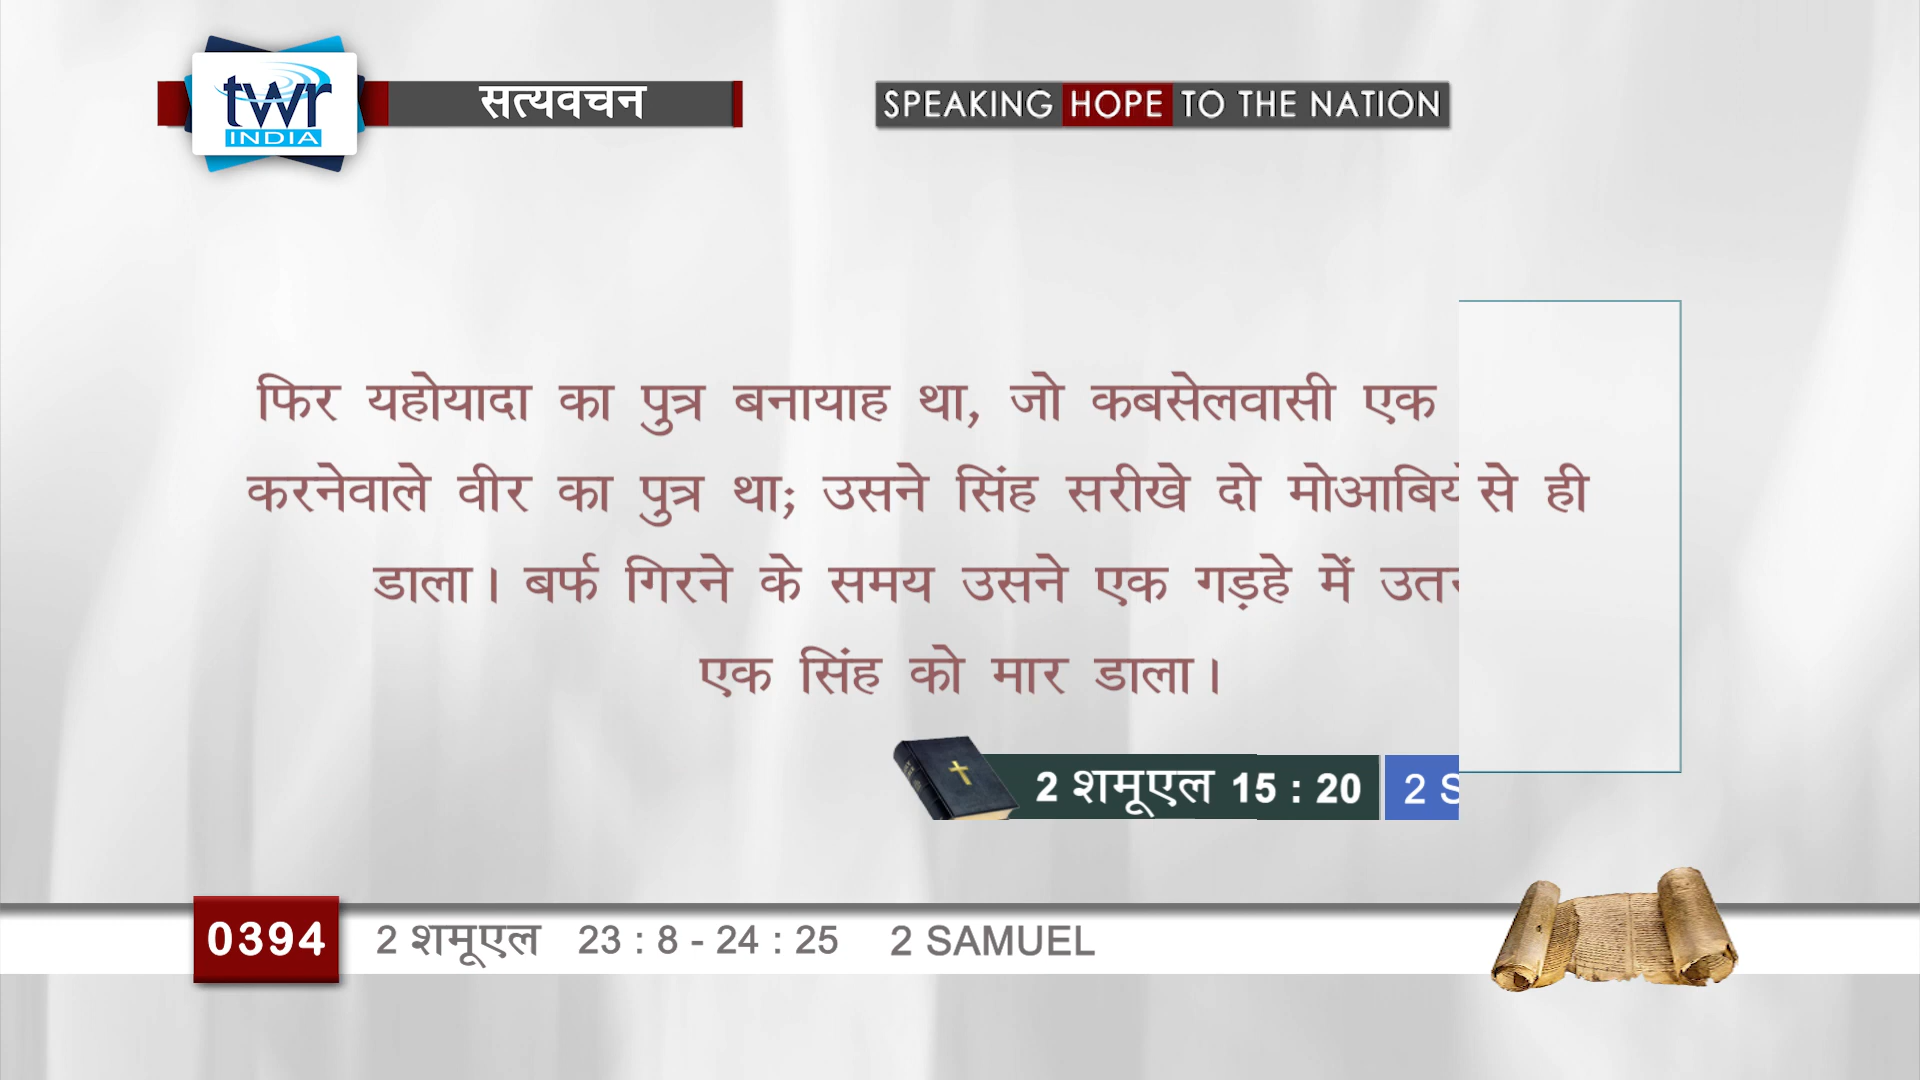 twr
INDIA
सत्यवचन
SPEAKING HOPE TO THE NATION
फिर यहोयादा का पुत्र बनायाह था, जो कबसेलवासी एक
करनेवाले वीर का पुत्र था; उसने सिंह सरीखे दो से ही
डाला। बर्फ गिरने के समय उसने एक गड़हे में
एक सिंह को मार डाला।
2 शमूएल 15 : 20 2
0394 2 शमूएल 23 : 8 - 24 : 25 2 SAMUEL